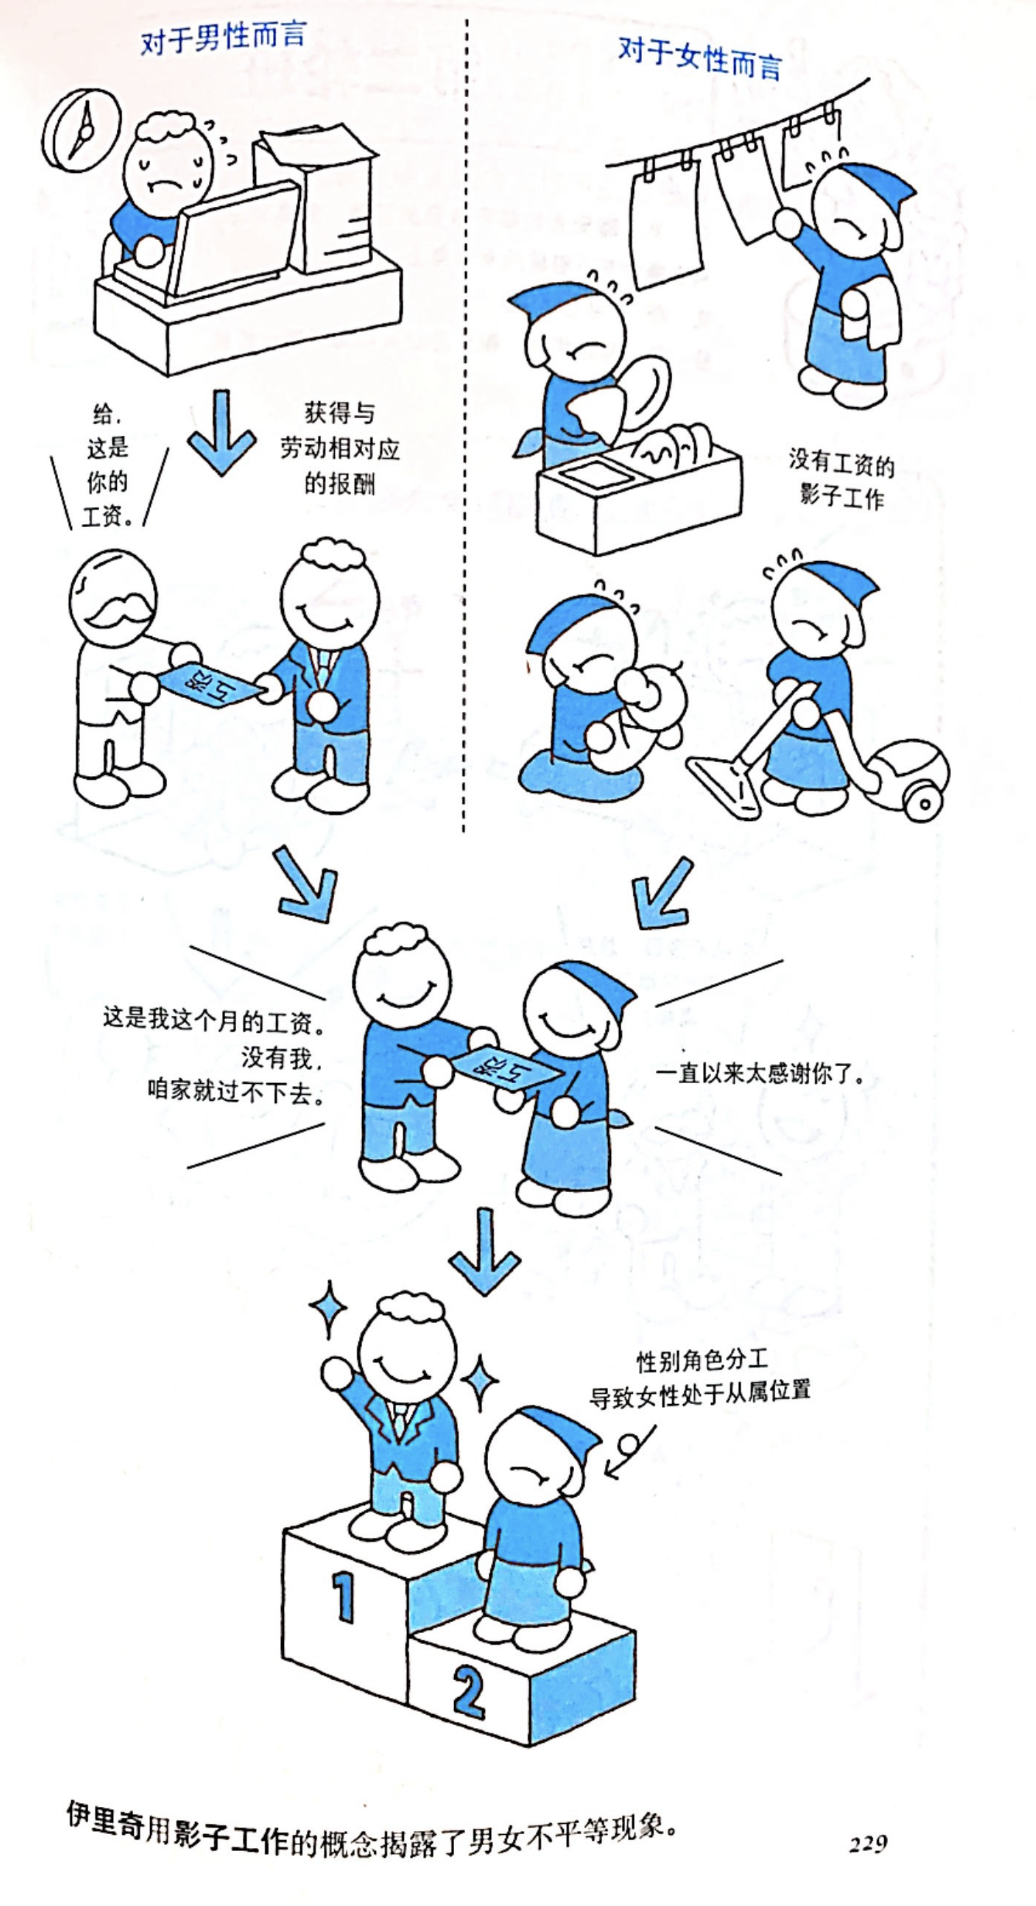 对于男性而言
对于女性而言
给,
这是
你的
工资。
获得与
劳动相对应
的报酬
工资
没有工资的
影子工作
这是我这个月的工资。
没有我,
咱家就过不下去。
工资
一直以来太感谢你了。
性别角色分工
导致女性处于从属位置
1
2
伊里奇用影子工作的概念揭露了男女不平等现象。
229